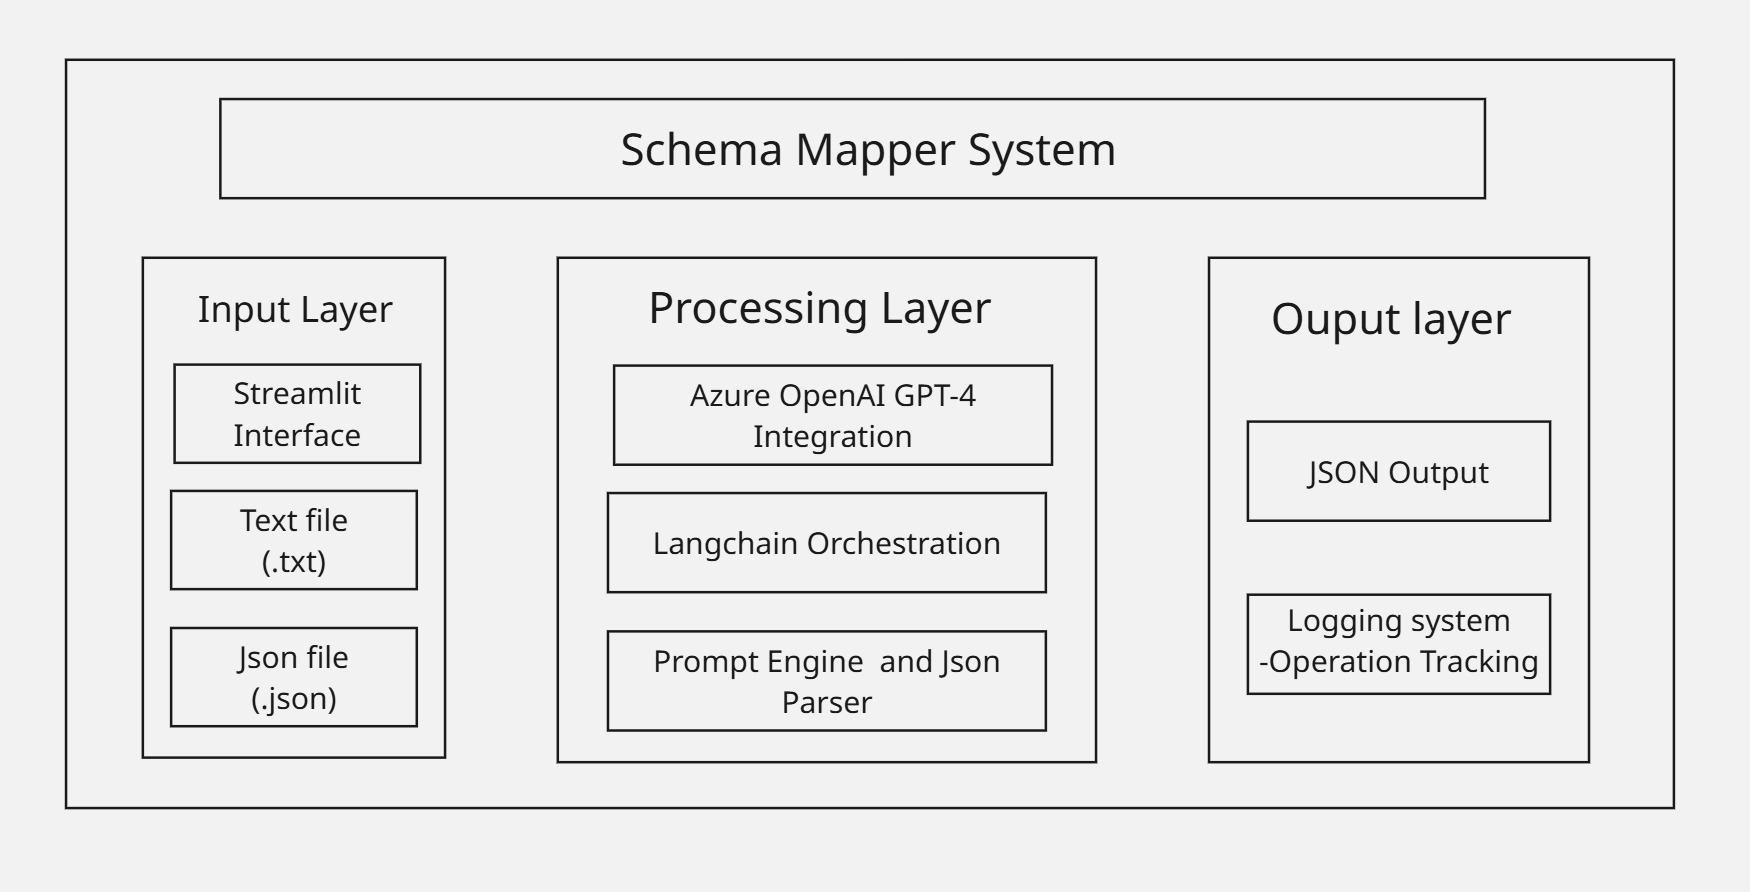 Schema Mapper System
Input Layer
Streamlit
Interface
Text file
(.txt)
Json file
(.json)
Processing Layer
Azure OpenAI GPT-4
Integration
Langchain Orchestration
Prompt Engine  and Json
Parser
Ouput layer
JSON Output
Logging system
-Operation Tracking